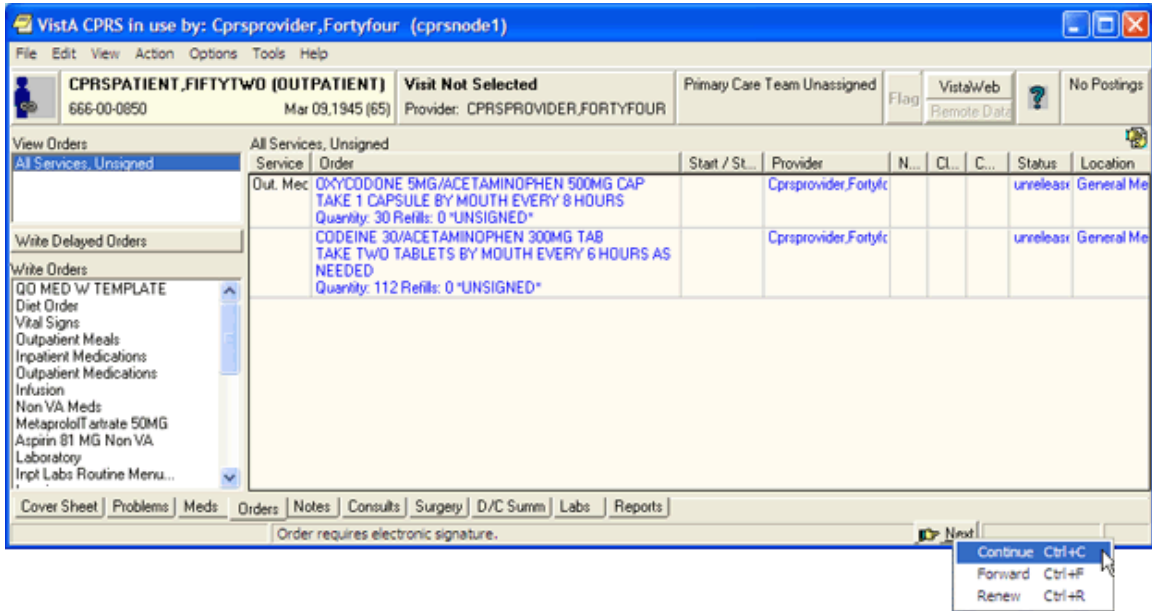 VistA CPRS in use by: Cprsprovider,Fortyfour (cprsnode1)
File Edit View Action Options Tools Help
CPRSPATIENT,FIFTYTWO (OUTPATIENT) Visit Not Selected Primary Care Team Unassigned Flag VistaWeb ? No Postings
666-00-0850 Mar 09,1945 (65) Provider: CPRSPROVIDER,FORTYFOUR Remote Data
View Orders All Services, Unsigned
All Services, Unsigned Service Order Start / St... Provider N... Cl... C... Status Location
Out. Mec OXYCODONE 5MG/ACETAMINOPHEN 500MG CAP Cprsprovider,Fortyfc unrelease General Me
TAKE 1 CAPSULE BY MOUTH EVERY 8 HOURS
Quantity: 30 Refills: 0 *UNSIGNED*
Write Delayed Orders CODEINE 30/ACETAMINOPHEN 300MG TAB Cprsprovider,Fortyfc unrelease General Me
TAKE TWO TABLETS BY MOUTH EVERY 6 HOURS AS
Write Orders NEEDED
QO MED W TEMPLATE Quantity: 112 Refills: 0 *UNSIGNED*
Diet Order
Vital Signs
Outpatient Meals
Inpatient Medications
Outpatient Medications
Infusion
Non VA Meds
MetaprololTartrate 50MG
Aspirin 81 MG Non VA
Laboratory
Inpt Labs Routine Menu...
Cover Sheet Problems Meds Orders Notes Consults Surgery D/C Summ Labs Reports
Order requires electronic signature. Next
Continue Ctrl+C
Forward Ctrl+F
Renew Ctrl+R